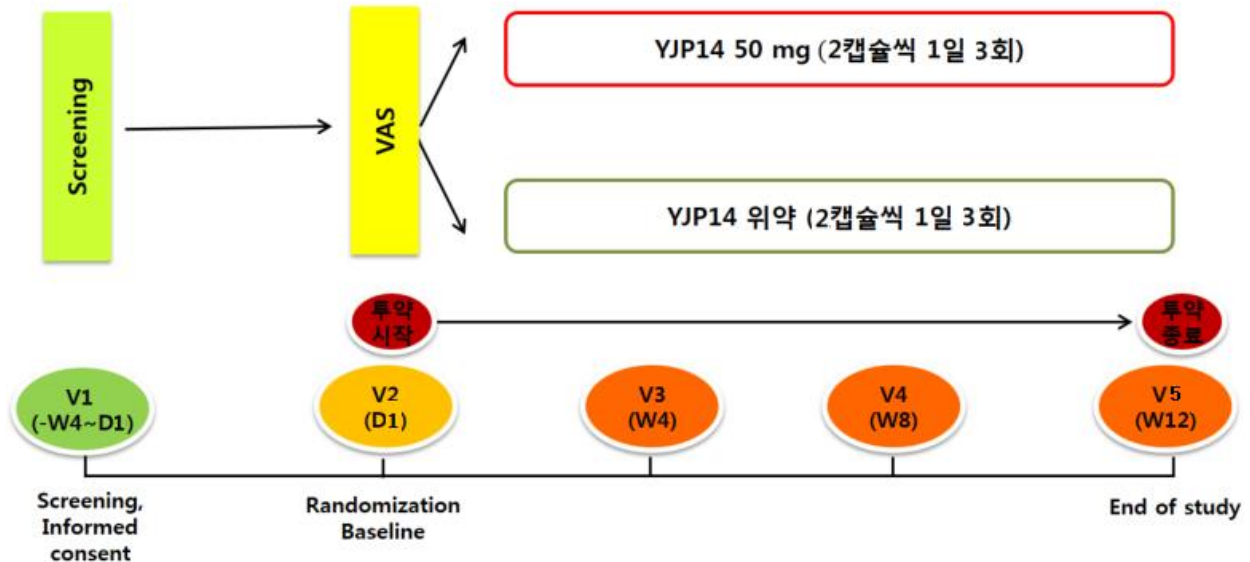 Screening
VAS
YJP14 50 mg (2캡슐씩 1일 3회)
YJP14 위약 (2캡슐씩 1일 3회)
투약
시작
투약
종료
V1
(-W4~D1)
V2
(D1)
V3
(W4)
V4
(W8)
V5
(W12)
Screening,
Informed
consent
Randomization
Baseline
End of study